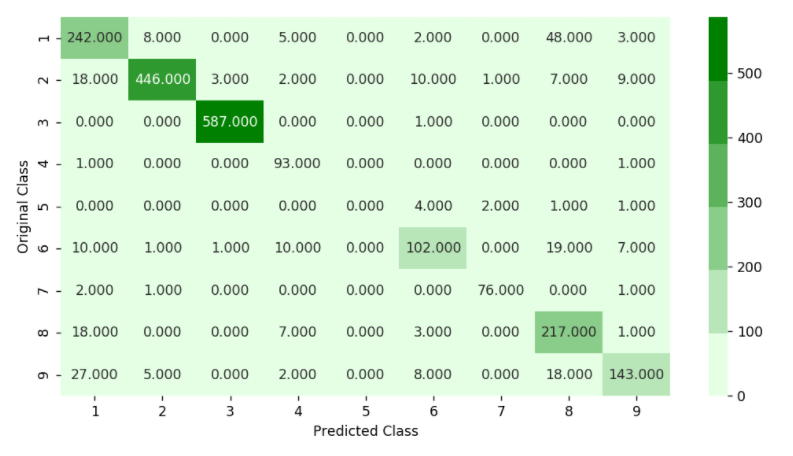 1 242.000 8.000 0.000 5.000 0.000 2.000 0.000 48.000 3.000
2 18.000 446.000 3.000 2.000 0.000 10.000 1.000 7.000 9.000
3 0.000 0.000 587.000 0.000 0.000 1.000 0.000 0.000 0.000
4 1.000 0.000 0.000 93.000 0.000 0.000 0.000 0.000 1.000
5 0.000 0.000 0.000 0.000 0.000 4.000 2.000 1.000 1.000
6 10.000 1.000 1.000 10.000 0.000 102.000 0.000 19.000 7.000
7 2.000 1.000 0.000 0.000 0.000 0.000 76.000 0.000 1.000
8 18.000 0.000 0.000 7.000 0.000 3.000 0.000 217.000 1.000
9 27.000 5.000 0.000 2.000 0.000 8.000 0.000 18.000 143.000
1 2 3 4 5 6 7 8 9
Predicted Class
Original Class
500
400
300
200
100
0